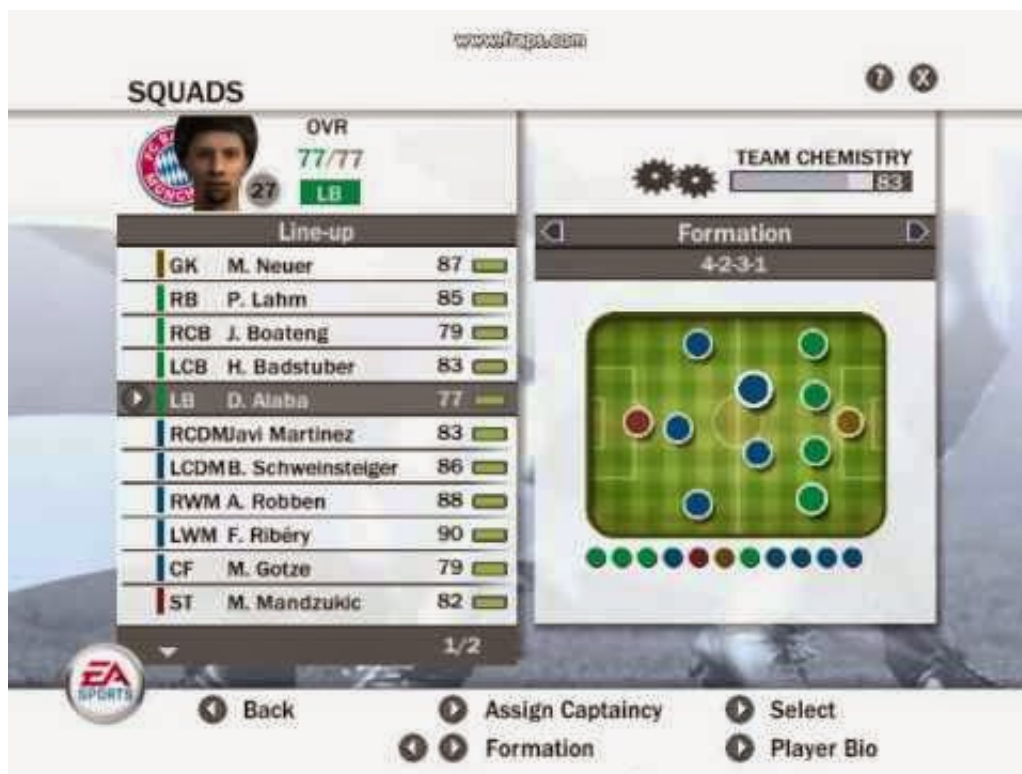 www.fraps.com
SQUADS
? X
OVR
77/77
27 LB
TEAM CHEMISTRY
83
Line-up
GK M. Neuer 87
RB P. Lahm 85
RCB J. Boateng 79
LCB H. Badstuber 83
LB D. Alaba 77
RCDM Javi Martinez 83
LCDM B. Schweinsteiger 86
RWM A. Robben 88
LWM F. Ribéry 90
CF M. Gotze 79
ST M. Mandzukic 82
1/2
Formation
4-2-3-1
EA
SPORTS
Back
Assign Captaincy
Select
Formation
Player Bio